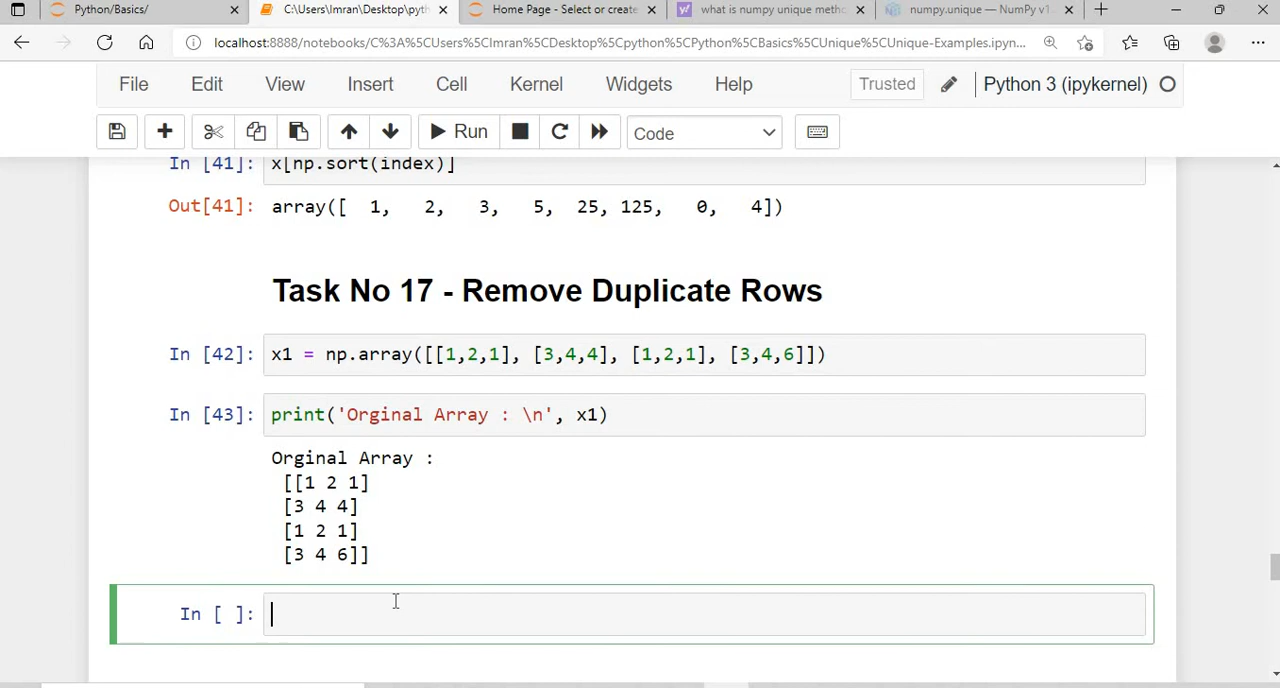 Python/Basics/
C:\Users\Imran\Desktop\pyth
Home Page - Select or create
what is numpy unique metho
numpy.unique — NumPy v1.
localhost:8888/notebooks/C%3A%5CUsers%5CImran%5CDesktop%5Cpython%5CPython%5CBasics%5CUnique%5CUnique-Examples.ipyn...
File Edit View Insert Cell Kernel Widgets Help Trusted Python 3 (ipykernel)
Run Code
In [41]: x[np.sort(index)]
Out[41]: array([  1,   2,   3,   5,  25, 125,   0,   4])
Task No 17 - Remove Duplicate Rows
In [42]: x1 = np.array([[1,2,1], [3,4,4], [1,2,1], [3,4,6]])
In [43]: print('Orginal Array : \n', x1)
Orginal Array :
[[1 2 1]
[3 4 4]
[1 2 1]
[3 4 6]]
In [ ]: